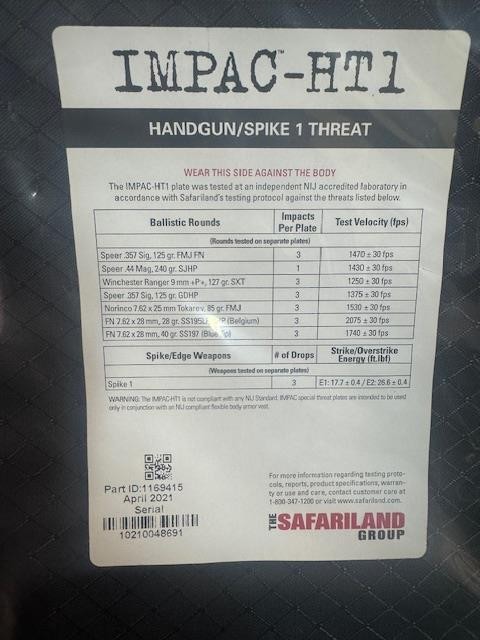 IMPAC™-HT1
HANDGUN/SPIKE 1 THREAT
WEAR THIS SIDE AGAINST THE BODY
The IMPAC-HT1 plate was tested at an independent NIJ accredited laboratory in
accordance with Safariland's testing protocol against the threats listed below.
Ballistic Rounds Impacts Per Plate Test Velocity (fps)
(Rounds tested on separate plates)
Speer .357 Sig, 125 gr. FMJ FN 3 1470 ± 30 fps
Speer .44 Mag, 240 gr. SJHP 1 1430 ± 30 fps
Winchester Ranger 9 mm +P+, 127 gr. SXT 3 1250 ± 30 fps
Speer .357 Sig, 125 gr. GDHP 3 1375 ± 30 fps
Norinco 7.62 x 25 mm Tokarev, 85 gr. FMJ 3 1530 ± 30 fps
FN 7.62 x 28 mm, 28 gr. (Belgium) 3 2075 ± 30 fps
FN 7.62 x 28 mm, 40 gr. SS197 (Blue 3 1740 ± 30 fps
Spike/Edge Weapons # of Drops Strike/Overstrike Energy (ft.lbf)
(Weapons tested on separate plates)
Spike 1 3 E1: 17.7 ± 0.4 / E2: 26.6 ± 0.4
WARNING: The IMPAC-HT1 is not compliant with any NIJ Standard. IMPAC special threat plates are intended to be used
only in conjunction with an NIJ compliant flexible body armor vest.
Part ID:1169415
April 2021
Serial
10210048691
For more information regarding testing proto-
cols, reports, product specifications, warran-
ty or use and care, contact customer care at
1-800-347-1200 or visit www.safariland.com.
THE SAFARILAND
GROUP